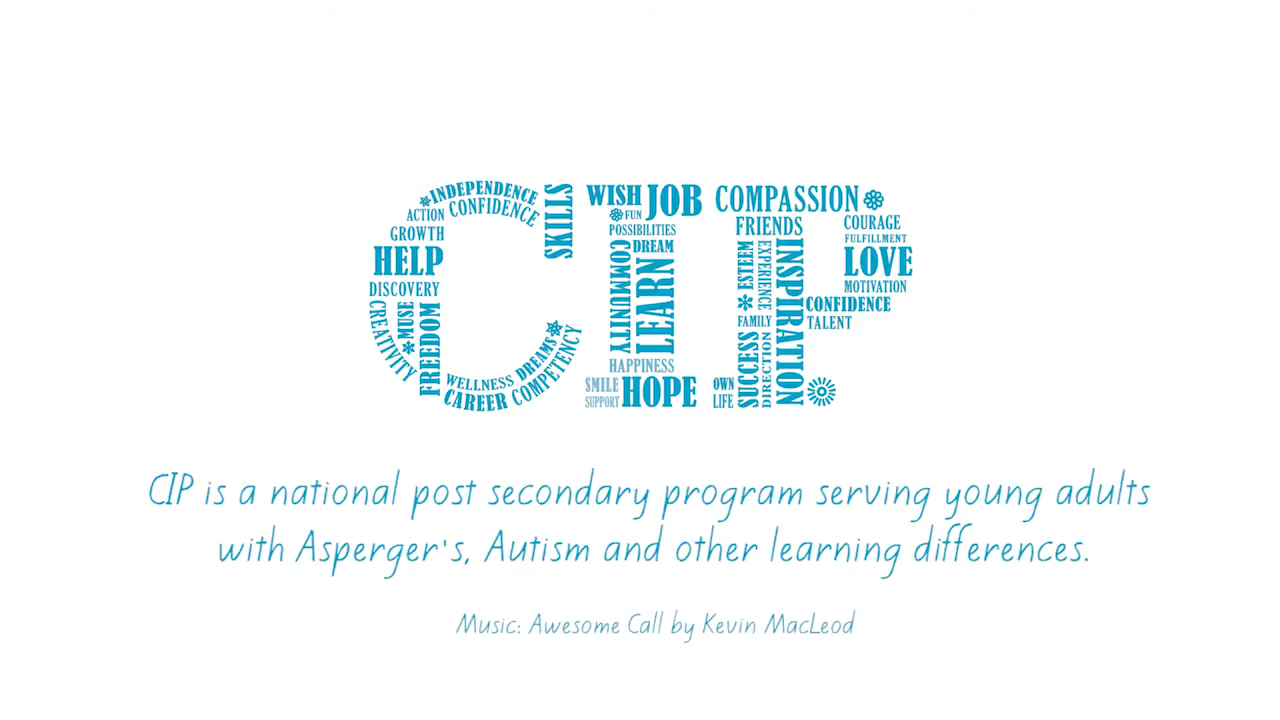 INDEPENDENCE
CONFIDENCE
ACTION
GROWTH
HELP
DISCOVERY
CREATIVITY
MUSE
FREEDOM
WELLNESS DREAMS
CAREER COMPETENCY
SKILLS
WISH JOB
FUN
POSSIBILITIES
DREAM
COMMUNITY
LEARN
HAPPINESS
SMILE
SUPPORT
HOPE
COMPASSION
FRIENDS
COURAGE
FULFILLMENT
LOVE
MOTIVATION
CONFIDENCE
TALENT
ESTEEM
EXPERIENCE
INSPIRATION
FAMILY
SUCCESS
DIRECTION
OWN
LIFE
CIP is a national post secondary program serving young adults
with Asperger's, Autism and other learning differences.
Music: Awesome Call by Kevin MacLeod